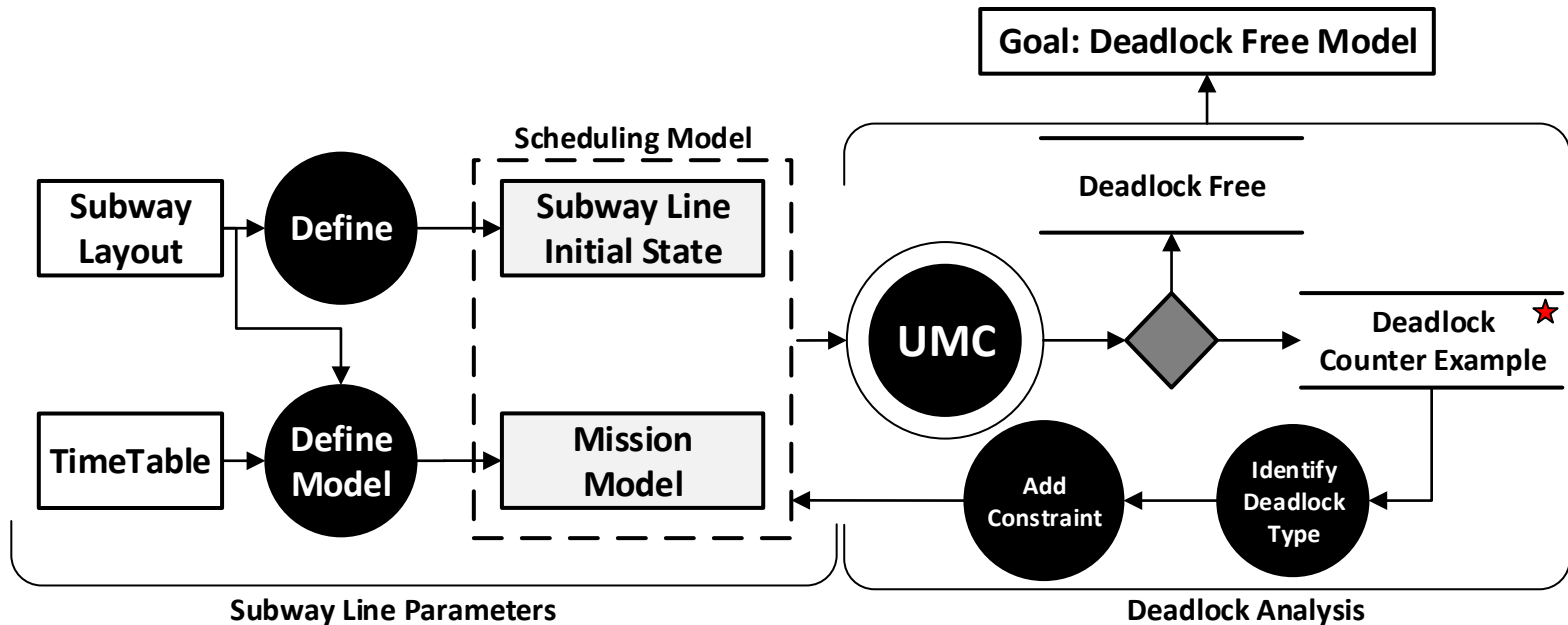 Goal: Deadlock Free Model
Scheduling Model
Subway
Layout
Define
Subway Line
Initial State
Deadlock Free
UMC
Deadlock
Counter Example
TimeTable
Define
Model
Mission
Model
Add
Constraint
Identify
Deadlock
Type
Subway Line Parameters
Deadlock Analysis